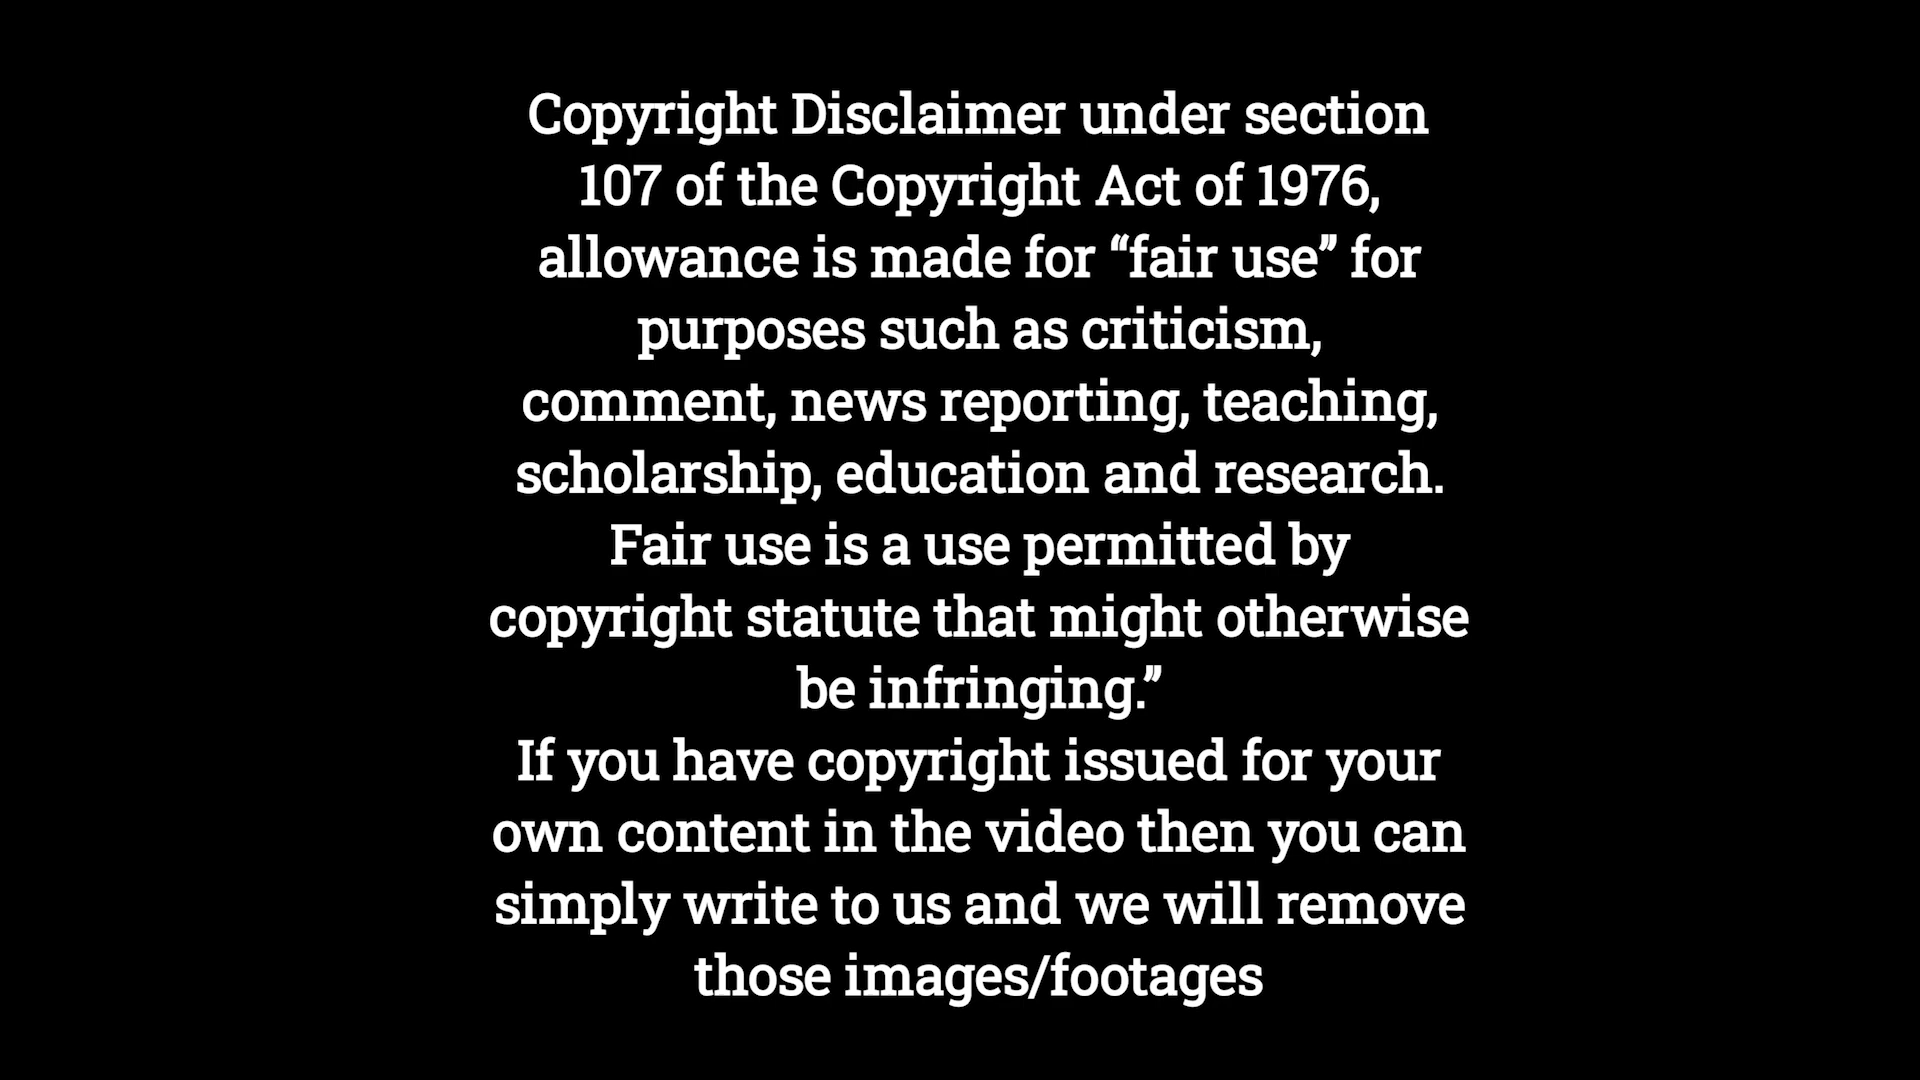 Copyright Disclaimer under section
107 of the Copyright Act of 1976,
allowance is made for “fair use” for
purposes such as criticism,
comment, news reporting, teaching,
scholarship, education and research.
Fair use is a use permitted by
copyright statute that might otherwise
be infringing.”
If you have copyright issued for your
own content in the video then you can
simply write to us and we will remove
those images/footages